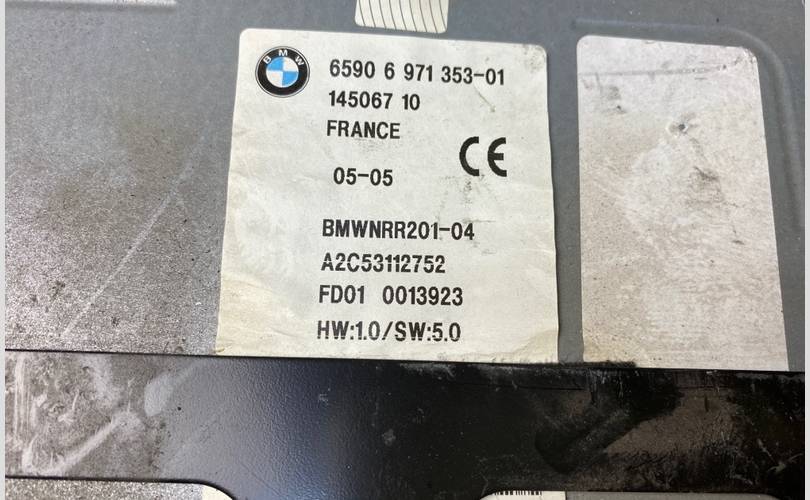 BMW
6590 6 971 353-01
145067 10
FRANCE
CE
05-05
BMWNRR201-04
A2C53112752
FD01 0013923
HW:1.0/SW:5.0